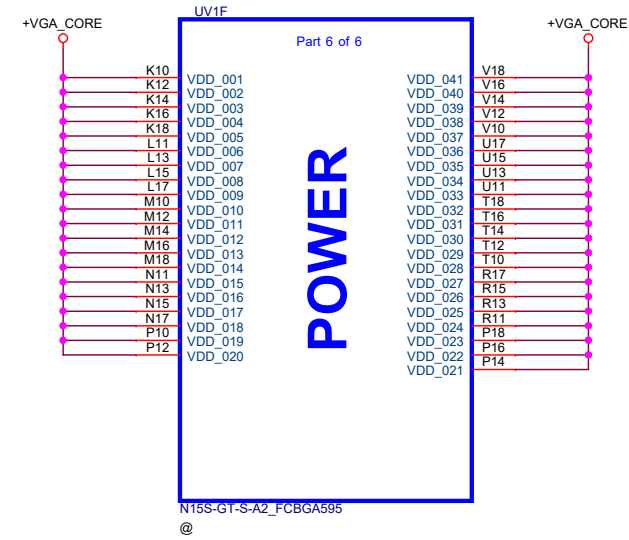 UV1F
+VGA_CORE
+VGA_CORE
Part 6 of 6
K10 VDD_001 VDD_041 V18
K12 VDD_002 VDD_040 V16
K14 VDD_003 VDD_039 V14
K16 VDD_004 VDD_038 V12
K18 VDD_005 VDD_037 V10
L11 VDD_006 VDD_036 U17
L13 VDD_007 VDD_035 U15
L15 VDD_008 VDD_034 U13
L17 VDD_009 VDD_033 U11
M10 VDD_010 VDD_032 T18
M12 VDD_011 VDD_031 T16
M14 VDD_012 VDD_030 T14
M16 VDD_013 VDD_029 T12
M18 VDD_014 VDD_028 T10
N11 VDD_015 VDD_027 R17
N13 VDD_016 VDD_026 R15
N15 VDD_017 VDD_025 R13
N17 VDD_018 VDD_024 R11
P10 VDD_019 VDD_023 P18
P12 VDD_020 VDD_022 P16
VDD_021 P14
POWER
N15S-GT-S-A2_FCBGA595
@